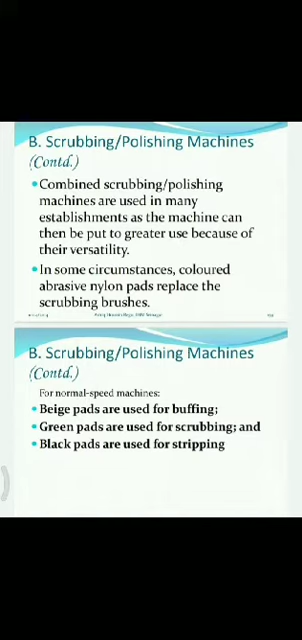 B. Scrubbing/Polishing Machines
(Contd.)
•Combined scrubbing/polishing
machines are used in many
establishments as the machine can
then be put to greater use because of
their versatility.
•In some circumstances, coloured
abrasive nylon pads replace the
scrubbing brushes.
B. Scrubbing/Polishing Machines
(Contd.)
For normal-speed machines:
• Beige pads are used for buffing;
• Green pads are used for scrubbing; and
• Black pads are used for stripping